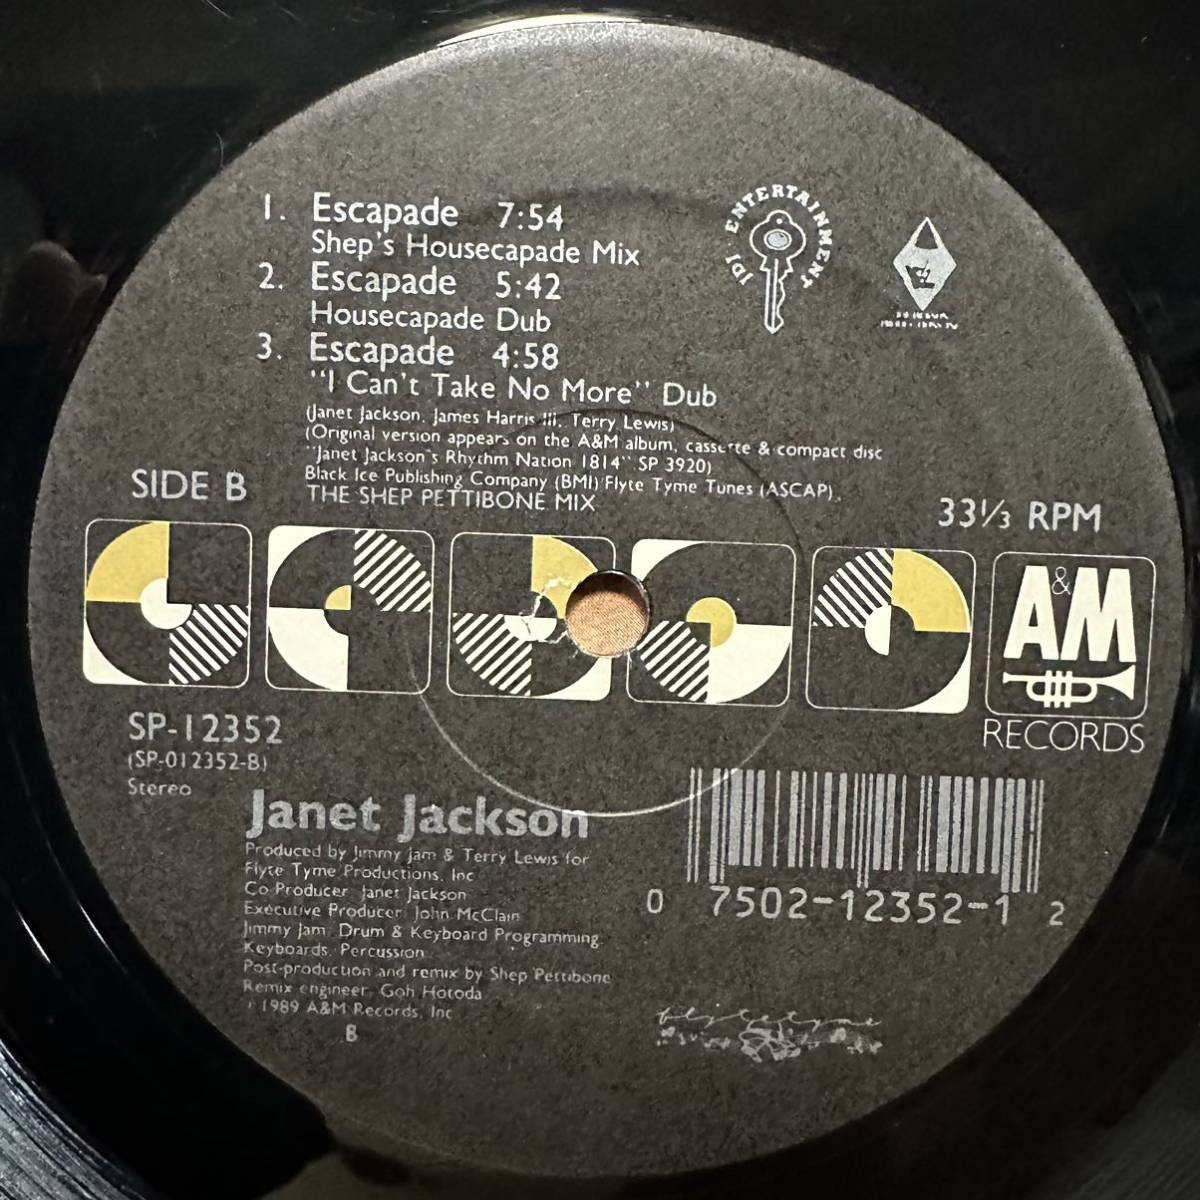 1. Escapade 7:54
Shep's Housecapade Mix
2. Escapade 5:42
Housecapade Dub
3. Escapade 4:58
"I Can't Take No More" Dub
(Janet Jackson, James Harris III, Terry Lewis)
(Original version appears on the A&M album, cassette & compact disc
"Janet Jackson's Rhythm Nation 1814" SP 3920)
Black Ice Publishing Company (BMI) Flyte Tyme Tunes (ASCAP).
THE SHEP PETTIBONE MIX
JDI ENTERTAINMENT
SIDE B
33⅓ RPM
A&M
RECORDS
SP-12352
(SP-012352-B)
Stereo
Janet Jackson
Produced by Jimmy Jam & Terry Lewis for
Flyte Tyme Productions, Inc
Co-Producer Janet Jackson
Executive Producer: John McClain
Jimmy Jam: Drum & Keyboard Programming,
Keyboards, Percussion
Post-production and remix by Shep Pettibone
Remix engineer: Goh Hotoda
1989 A&M Records, Inc
B
0 7502-12352-1 2
flytetyme